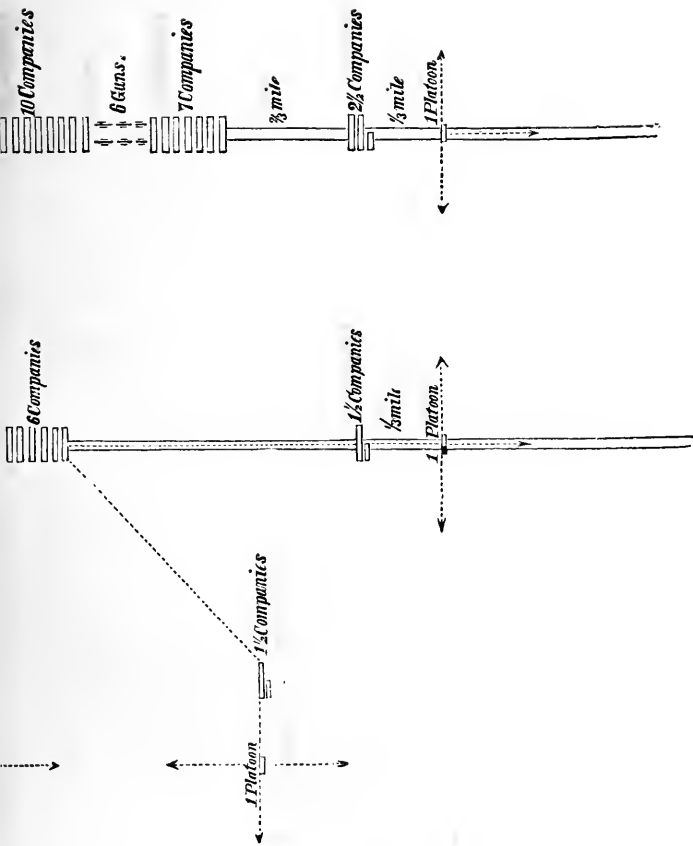 10 Companies
6 Guns.
7 Companies
⅔ mile
2½ Companies
⅓ mile
1 Platoon
6 Companies
1½ Companies
⅓ mile
1 Platoon
1½ Companies
1 Platoon